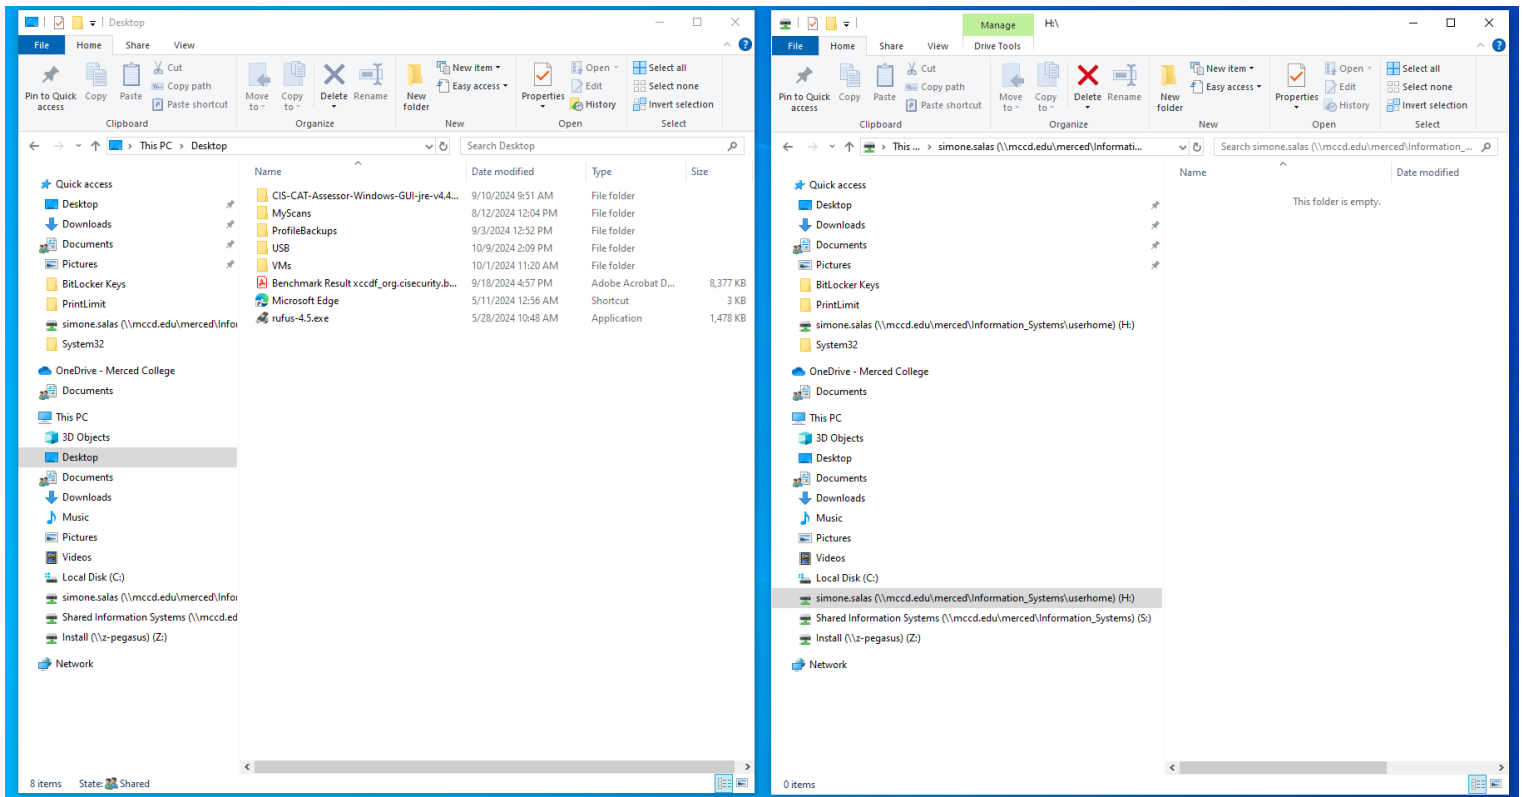 Desktop
File Home Share View
Pin to Quick access
Copy
Paste
Cut
Copy path
Paste shortcut
Clipboard
Move to
Copy to
Delete
Rename
Organize
New folder
New item
Easy access
New
Properties
Open
Edit
History
Open
Select all
Select none
Invert selection
Select
This PC > Desktop
Search Desktop
Quick access
Desktop
Downloads
Documents
Pictures
BitLocker Keys
PrintLimit
simone.salas (\\mccd.edu\merced\Infor
System32
OneDrive - Merced College
Documents
This PC
3D Objects
Desktop
Documents
Downloads
Music
Pictures
Videos
Local Disk (C:)
simone.salas (\\mccd.edu\merced\Infor
Shared Information Systems (\\mccd.ed
Install (\\z-pegasus) (Z:)
Network
Name Date modified Type Size
CIS-CAT-Assessor-Windows-GUI-jre-v4.4... 9/10/2024 9:51 AM File folder
MyScans 8/12/2024 12:04 PM File folder
ProfileBackups 9/3/2024 12:52 PM File folder
USB 10/9/2024 2:09 PM File folder
VMs 10/1/2024 11:20 AM File folder
Benchmark Result xccdf_org.cisecurity.b... 9/18/2024 4:57 PM Adobe Acrobat D... 8,377 KB
Microsoft Edge 5/11/2024 12:56 AM Shortcut 3 KB
rufus-4.5.exe 5/28/2024 10:48 AM Application 1,478 KB
8 items State: Shared
Manage H:\
File Home Share View Drive Tools
Pin to Quick access
Copy
Paste
Cut
Copy path
Paste shortcut
Clipboard
Move to
Copy to
Delete
Rename
Organize
New folder
New item
Easy access
New
Properties
Open
Edit
History
Open
Select all
Select none
Invert selection
Select
This ... > simone.salas (\\mccd.edu\merced\Informati...
Search simone.salas (\\mccd.edu\merced\Information_...
Quick access
Desktop
Downloads
Documents
Pictures
BitLocker Keys
PrintLimit
simone.salas (\\mccd.edu\merced\Information_Systems\userhome) (H:)
System32
OneDrive - Merced College
Documents
This PC
3D Objects
Desktop
Documents
Downloads
Music
Pictures
Videos
Local Disk (C:)
simone.salas (\\mccd.edu\merced\Information_Systems\userhome) (H:)
Shared Information Systems (\\mccd.edu\merced\Information_Systems) (S:)
Install (\\z-pegasus) (Z:)
Network
Name Date modified
This folder is empty.
0 items